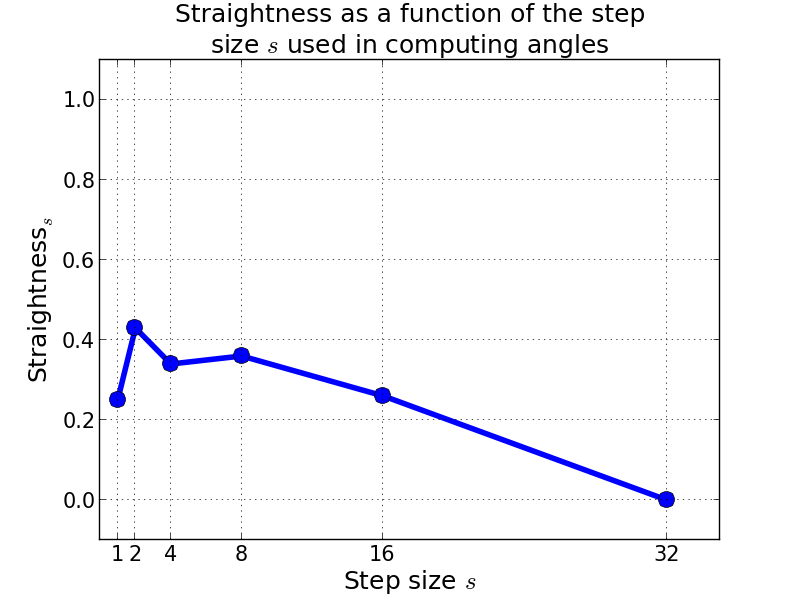 Straightness as a function of the step
size s used in computing angles
1.0
0.8
0.6
0.4
0.2
0.0
Straightness_s
1 2 4 8 16 32
Step size s